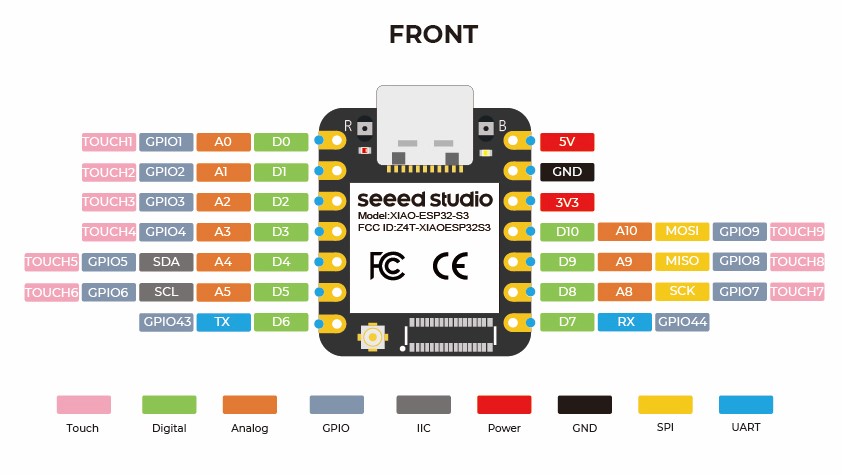 FRONT
R B
TOUCH1 GPIO1 A0 D0 5V
TOUCH2 GPIO2 A1 D1 GND
TOUCH3 GPIO3 A2 D2 seeed studio 3V3
Model:XIAO-ESP32-S3
FCC ID:Z4T-XIAOESP32S3
TOUCH4 GPIO4 A3 D3 D10 A10 MOSI GPIO9 TOUCH9
TOUCH5 GPIO5 SDA A4 D4 FC CE D9 A9 MISO GPIO8 TOUCH8
TOUCH6 GPIO6 SCL A5 D5 D8 A8 SCK GPIO7 TOUCH7
GPIO43 TX D6 D7 RX GPIO44
Touch Digital Analog GPIO IIC Power GND SPI UART